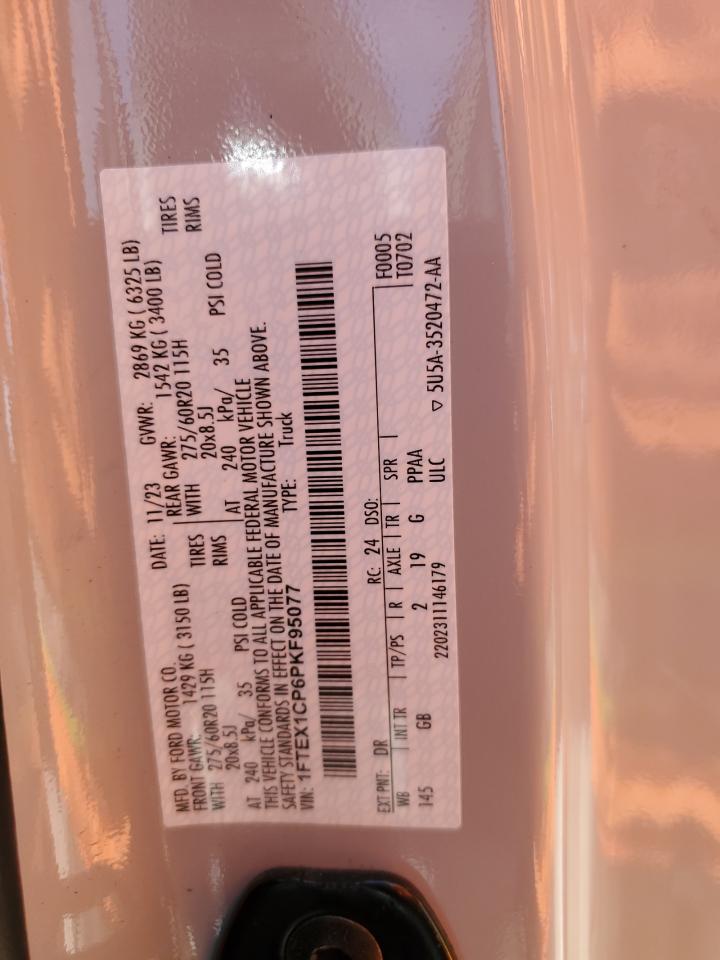 MFD. BY FORD MOTOR CO. DATE: 11/23 GVWR: 2869 KG ( 6325 LB)
FRONT GAWR: 1429 KG ( 3150 LB) REAR GAWR: 1542 KG ( 3400 LB)
WITH 275/60R20 115H TIRES WITH 275/60R20 115H TIRES
20x8.5J RIMS 20x8.5J RIMS
AT 240 kPa/ 35 PSI COLD AT 240 kPa/ 35 PSI COLD
THIS VEHICLE CONFORMS TO ALL APPLICABLE FEDERAL MOTOR VEHICLE
SAFETY STANDARDS IN EFFECT ON THE DATE OF MANUFACTURE SHOWN ABOVE.
VIN: 1FTEX1CP6PKF95077 TYPE: Truck
EXT PNT: DR RC: 24 DSO: F0005
WB INT TR TP/PS R AXLE TR SPR T0702
145 GB 2 19 G PPAA
2202311146179 ULC ▽ 5U5A-3520472-AA